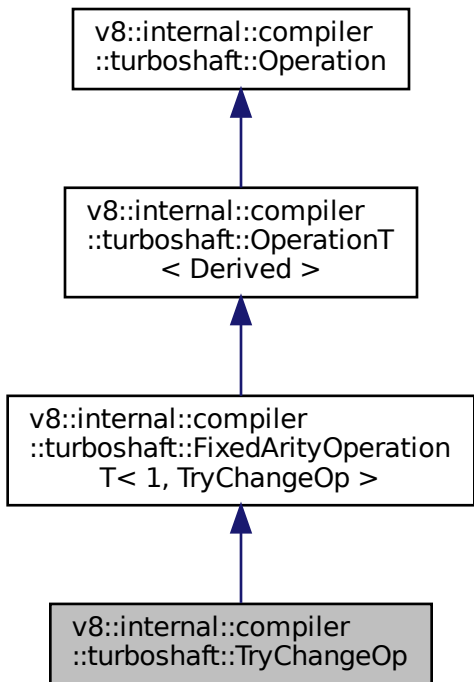 v8::internal::compiler
::turboshaft::Operation
v8::internal::compiler
::turboshaft::OperationT
< Derived >
v8::internal::compiler
::turboshaft::FixedArityOperation
T< 1, TryChangeOp >
v8::internal::compiler
::turboshaft::TryChangeOp